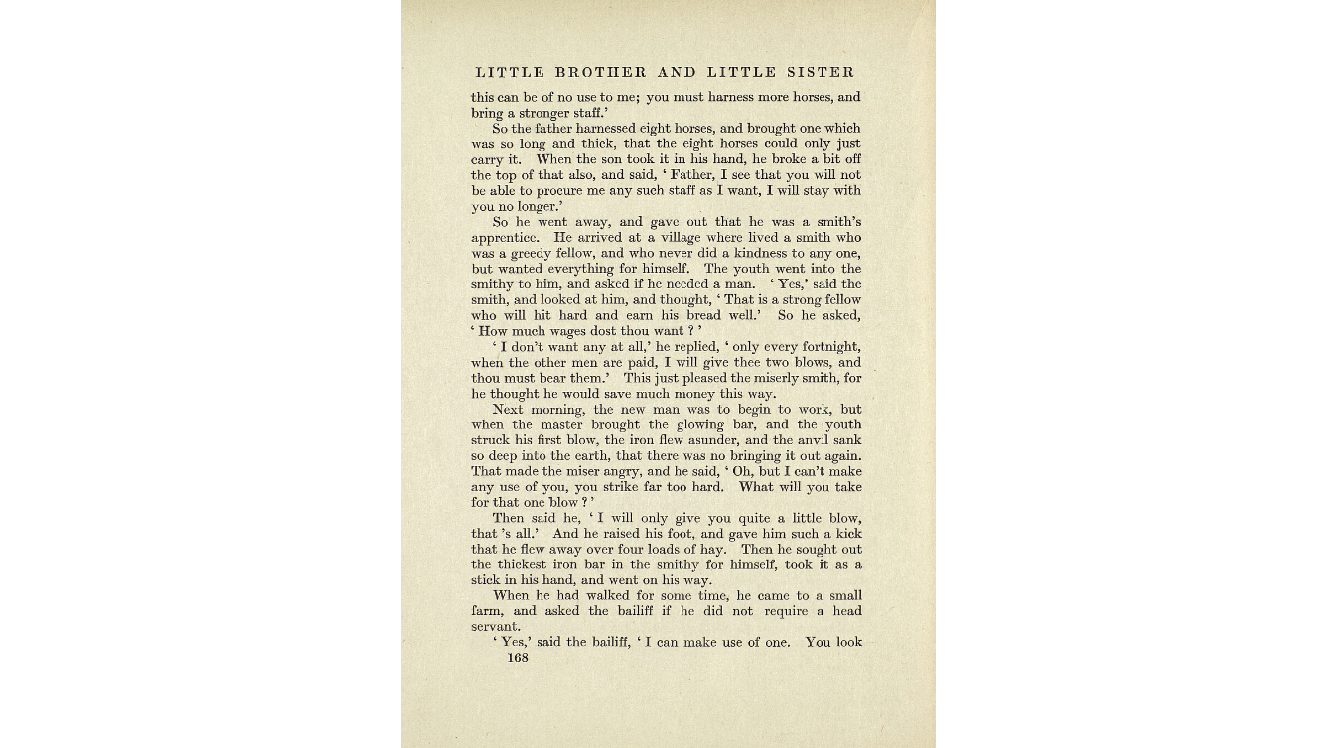 LITTLE BROTHER AND LITTLE SISTER
this can be of no use to me; you must harness more horses, and
bring a stronger staff.’
So the father harnessed eight horses, and brought one which
was so long and thick, that the eight horses could only just
carry it. When the son took it in his hand, he broke a bit off
the top of that also, and said, ‘ Father, I see that you will not
be able to procure me any such staff as I want, I will stay with
you no longer.’
So he went away, and gave out that he was a smith’s
apprentice. He arrived at a village where lived a smith who
was a greedy fellow, and who never did a kindness to any one,
but wanted everything for himself. The youth went into the
smithy to him, and asked if he needed a man. ‘ Yes,’ said the
smith, and looked at him, and thought, ‘ That is a strong fellow
who will hit hard and earn his bread well.’ So he asked,
‘ How much wages dost thou want ? ’
‘ I don’t want any at all,’ he replied, ‘ only every fortnight,
when the other men are paid, I will give thee two blows, and
thou must bear them.’ This just pleased the miserly smith, for
he thought he would save much money this way.
Next morning, the new man was to begin to work, but
when the master brought the glowing bar, and the youth
struck his first blow, the iron flew asunder, and the anvil sank
so deep into the earth, that there was no bringing it out again.
That made the miser angry, and he said, ‘ Oh, but I can’t make
any use of you, you strike far too hard. What will you take
for that one blow ? ’
Then said he, ‘ I will only give you quite a little blow,
that ’s all.’ And he raised his foot, and gave him such a kick
that he flew away over four loads of hay. Then he sought out
the thickest iron bar in the smithy for himself, took it as a
stick in his hand, and went on his way.
When he had walked for some time, he came to a small
farm, and asked the bailiff if he did not require a head
servant.
‘ Yes,’ said the bailiff, ‘ I can make use of one. You look
168